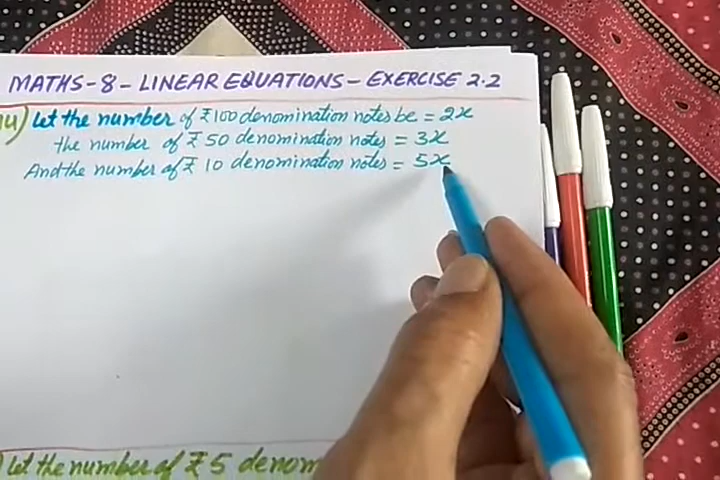 MATHS-8-LINEAR EQUATIONS-EXERCISE 2.2
14) Let the number of ₹100 denomination notes be = 2x
the number of ₹50 denomination notes = 3x
And the number of ₹10 denomination notes = 5x
Let the number of ₹5 denom